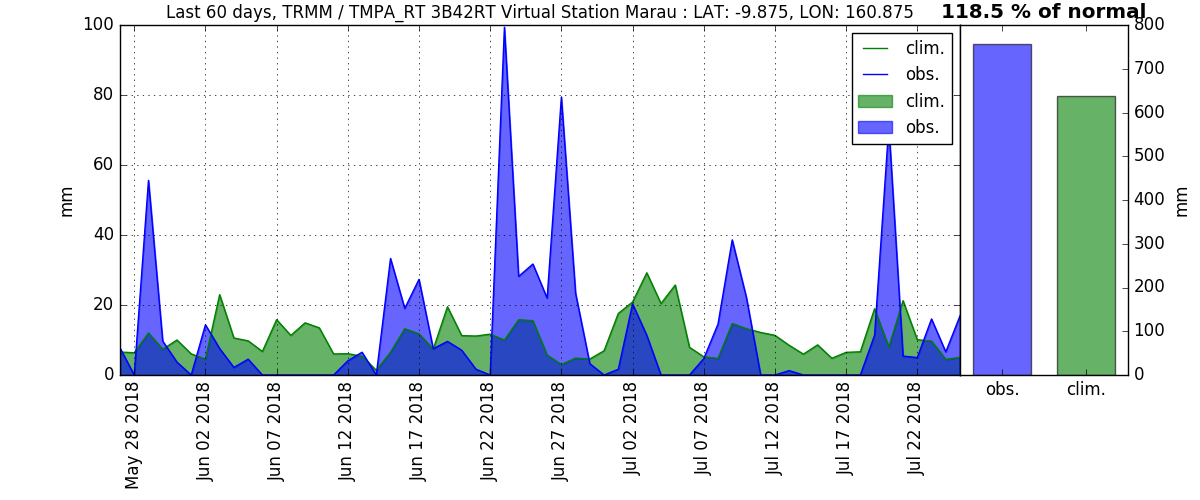 Last 60 days, TRMM / TMPA_RT 3B42RT Virtual Station Marau : LAT: -9.875, LON: 160.875
118.5 % of normal
mm
100
80
60
40
20
0
clim.
obs.
clim.
obs.
May 28 2018
Jun 02 2018
Jun 07 2018
Jun 12 2018
Jun 17 2018
Jun 22 2018
Jun 27 2018
Jul 02 2018
Jul 07 2018
Jul 12 2018
Jul 17 2018
Jul 22 2018
800
700
600
500
400
300
200
100
0
mm
obs.
clim.